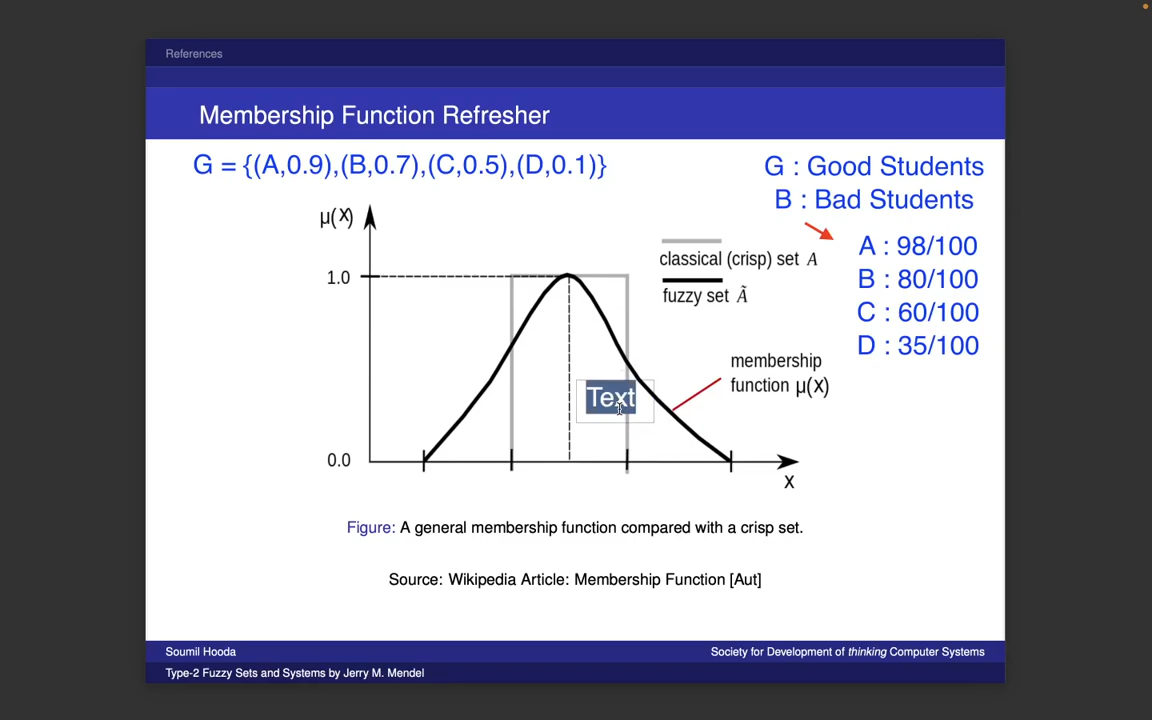 References
Membership Function Refresher
G = {(A,0.9),(B,0.7),(C,0.5),(D,0.1)}
G : Good Students
B : Bad Students
A : 98/100
B : 80/100
C : 60/100
D : 35/100
μ(X)
1.0
0.0
classical (crisp) set A
fuzzy set Ã
membership
function μ(x)
Text
x
Figure: A general membership function compared with a crisp set.
Source: Wikipedia Article: Membership Function [Aut]
Soumil Hooda
Society for Development of thinking Computer Systems
Type-2 Fuzzy Sets and Systems by Jerry M. Mendel